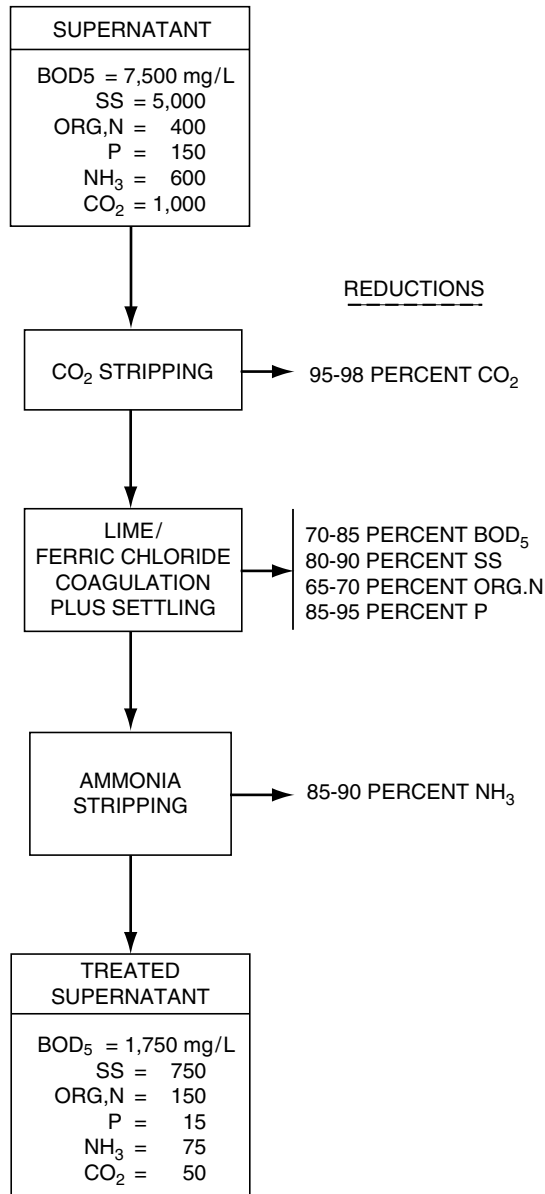 SUPERNATANT
BOD5 = 7,500 mg/L
SS = 5,000
ORG,N = 400
P = 150
NH₃ = 600
CO₂ = 1,000
REDUCTIONS
CO₂ STRIPPING
95-98 PERCENT CO₂
LIME/
FERRIC CHLORIDE
COAGULATION
PLUS SETTLING
70-85 PERCENT BOD₅
80-90 PERCENT SS
65-70 PERCENT ORG.N
85-95 PERCENT P
AMMONIA
STRIPPING
85-90 PERCENT NH₃
TREATED
SUPERNATANT
BOD₅ = 1,750 mg/L
SS = 750
ORG,N = 150
P = 15
NH₃ = 75
CO₂ = 50